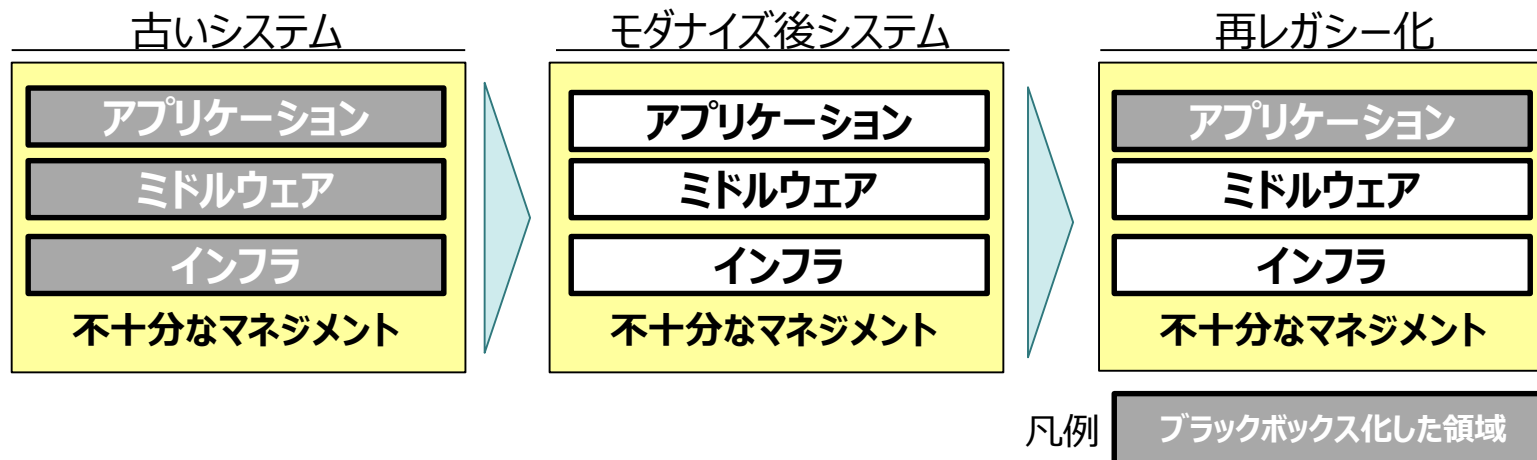 古いシステム
アプリケーション
ミドルウェア
インフラ
不十分なマネジメント
モダナイズ後システム
アプリケーション
ミドルウェア
インフラ
不十分なマネジメント
再レガシー化
アプリケーション
ミドルウェア
インフラ
不十分なマネジメント
凡例
ブラックボックス化した領域